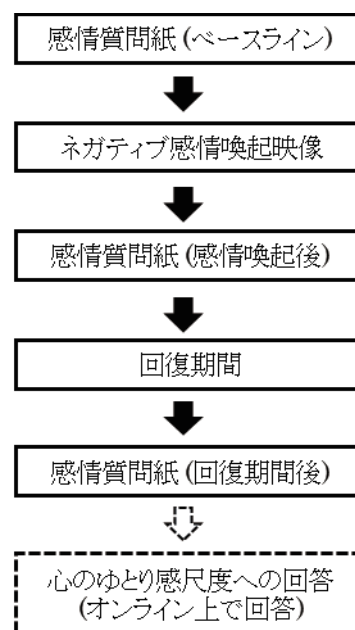 感情質問紙 (ベースライン)
ネガティブ感情喚起映像
感情質問紙 (感情喚起後)
回復期間
感情質問紙 (回復期間後)
心のゆとり感尺度への回答
(オンライン上で回答)